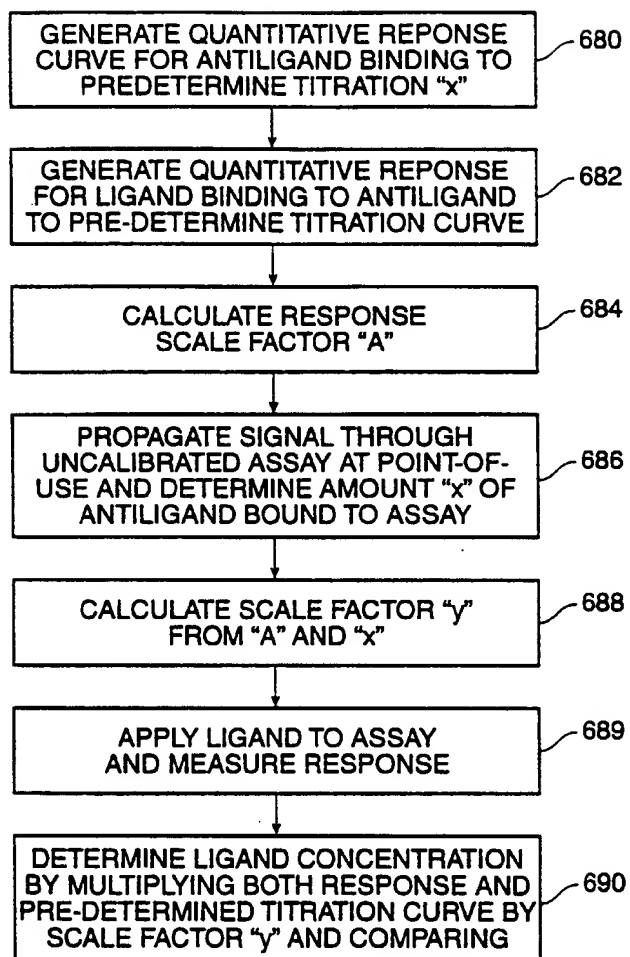 GENERATE QUANTITATIVE REPONSE
CURVE FOR ANTILIGAND BINDING TO
PREDETERMINE TITRATION “x”
680
GENERATE QUANTITATIVE REPONSE
FOR LIGAND BINDING TO ANTILIGAND
TO PRE-DETERMINE TITRATION CURVE
682
CALCULATE RESPONSE
SCALE FACTOR “A”
684
PROPAGATE SIGNAL THROUGH
UNCALIBRATED ASSAY AT POINT-OF-
USE AND DETERMINE AMOUNT “x” OF
ANTILIGAND BOUND TO ASSAY
686
CALCULATE SCALE FACTOR “y”
FROM “A” AND “x”
688
APPLY LIGAND TO ASSAY
AND MEASURE RESPONSE
689
DETERMINE LIGAND CONCENTRATION
BY MULTIPLYING BOTH RESPONSE AND
PRE-DETERMINED TITRATION CURVE BY
SCALE FACTOR “y” AND COMPARING
690